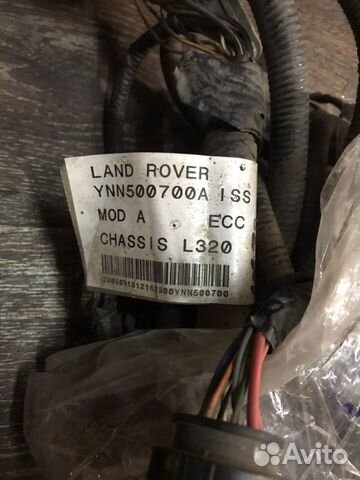 LAND ROVER
YNN500700A ISS
MOD A ECC
CHASSIS L320
Avito